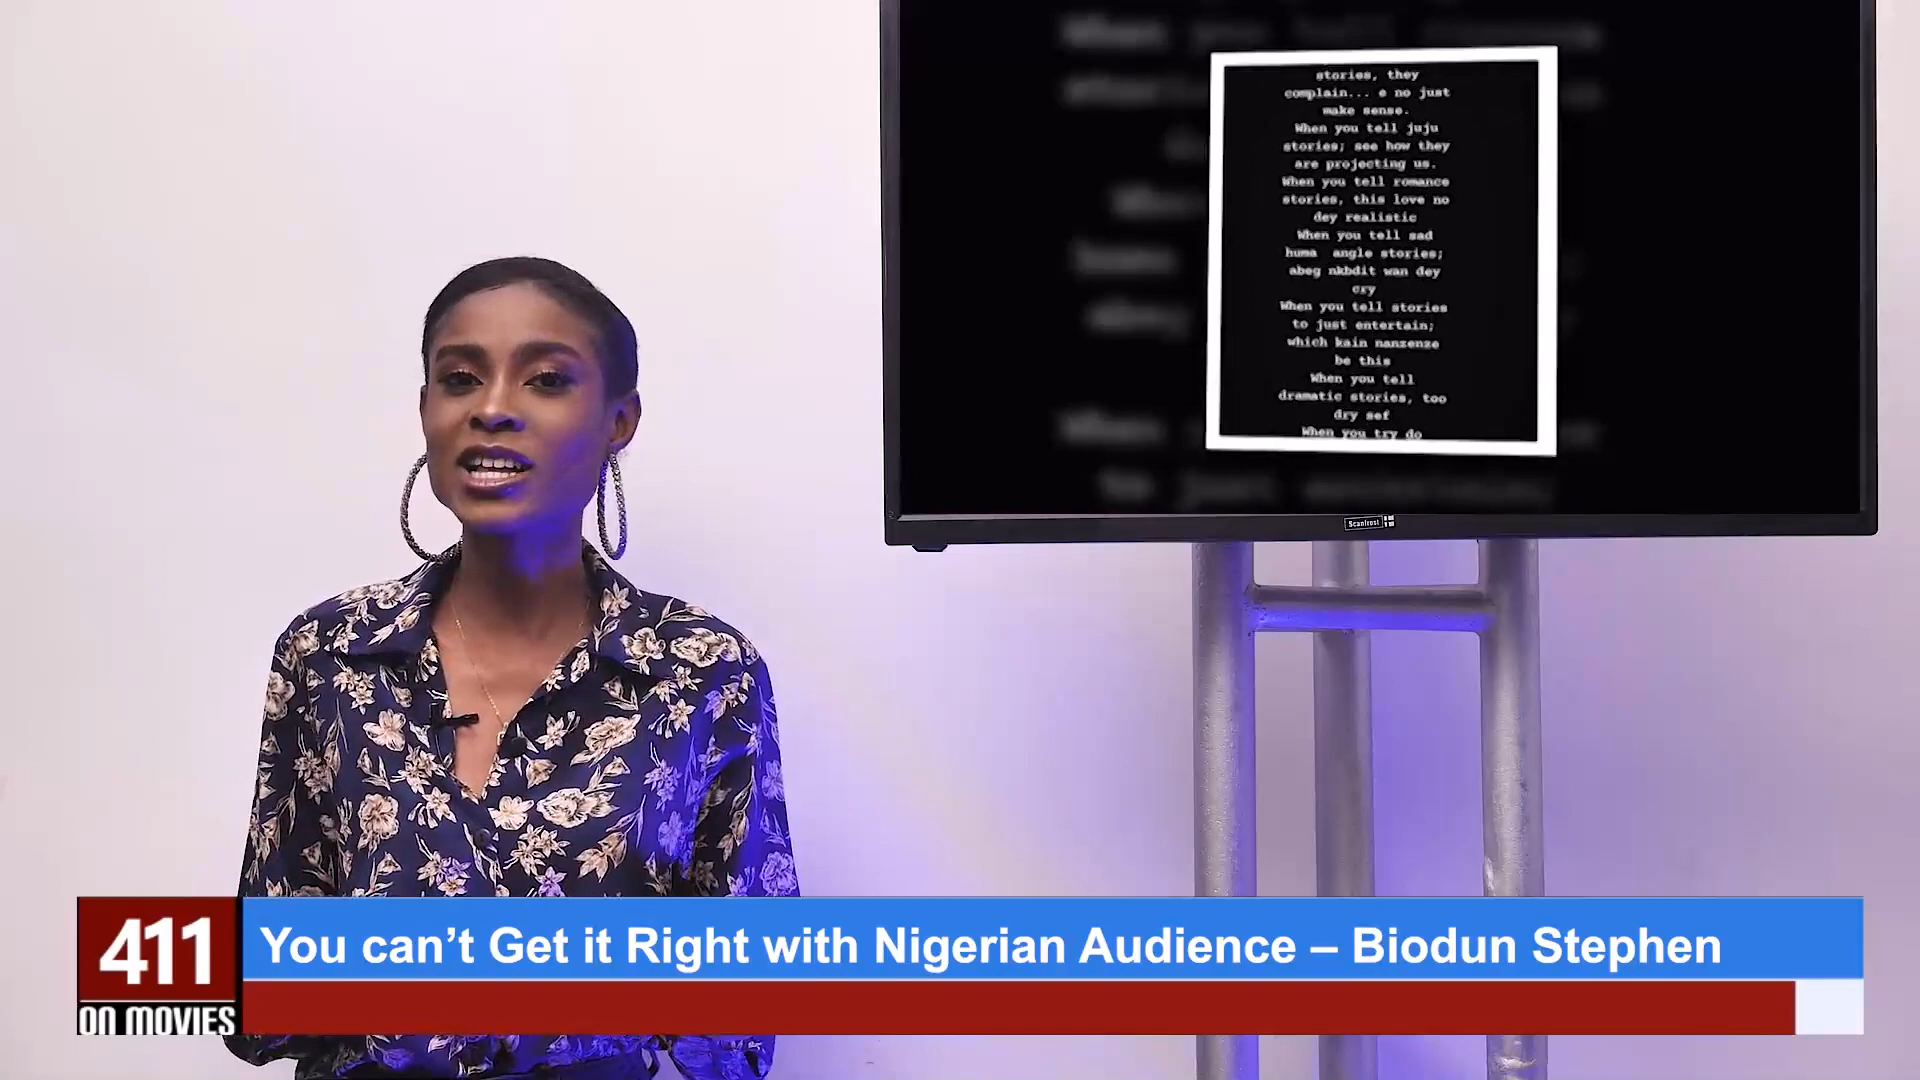 stories, they
complain... e no just
make sense.
When you tell juju
stories; see how they
are projecting us.
When you tell romance
stories, this love no
dey realistic
When you tell sad
huma angle stories;
abeg nkbdit wan dey
cry
When you tell stories
to just entertain;
which kain nanzenze
be this
When you tell
dramatic stories, too
dry sef
When you try do
Scanfrost
411
ON MOVIES
You can’t Get it Right with Nigerian Audience – Biodun Stephen